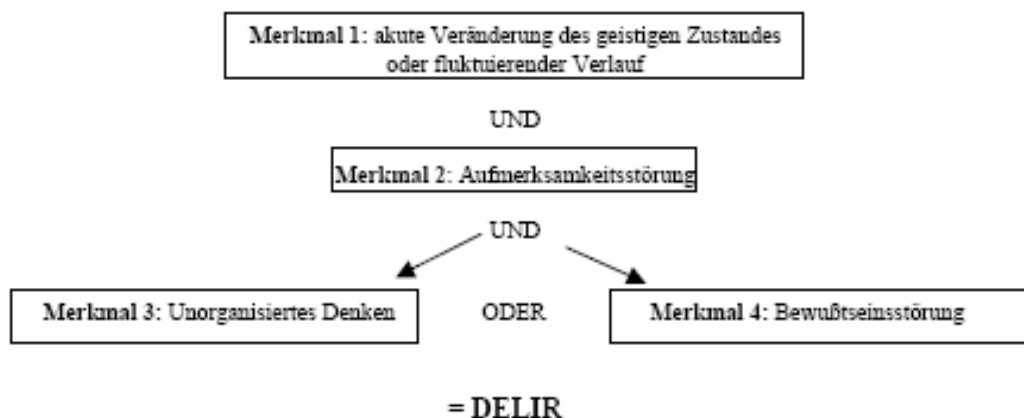 Merkmal 1: akute Veränderung des geistigen Zustandes
oder fluktuierender Verlauf
UND
Merkmal 2: Aufmerksamkeitsstörung
UND
Merkmal 3: Unorganisiertes Denken
ODER
Merkmal 4: Bewußtseinsstörung
= DELIR